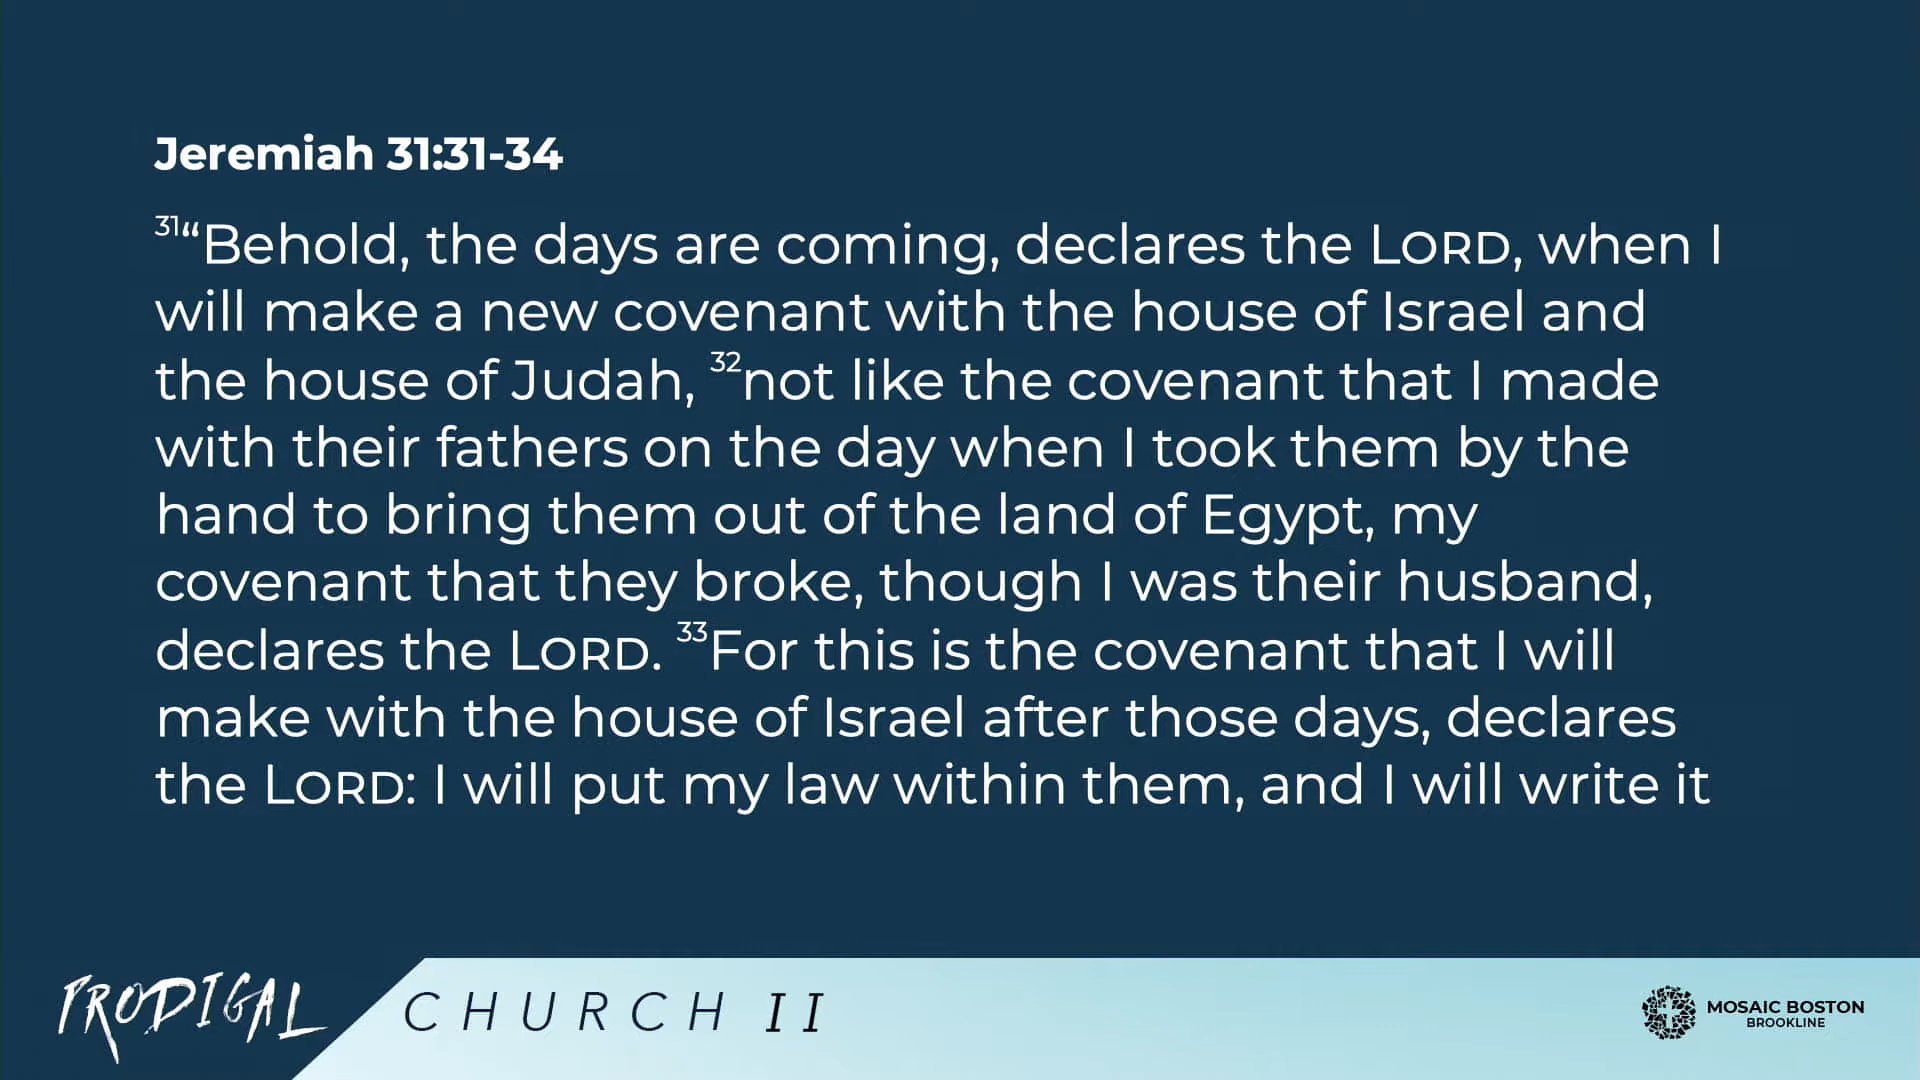 Jeremiah 31:31-34
31“Behold, the days are coming, declares the LORD, when I
will make a new covenant with the house of Israel and
the house of Judah, 32not like the covenant that I made
with their fathers on the day when I took them by the
hand to bring them out of the land of Egypt, my
covenant that they broke, though I was their husband,
declares the LORD. 33For this is the covenant that I will
make with the house of Israel after those days, declares
the LORD: I will put my law within them, and I will write it
PRODIGAL CHURCH II
MOSAIC BOSTON
BROOKLINE